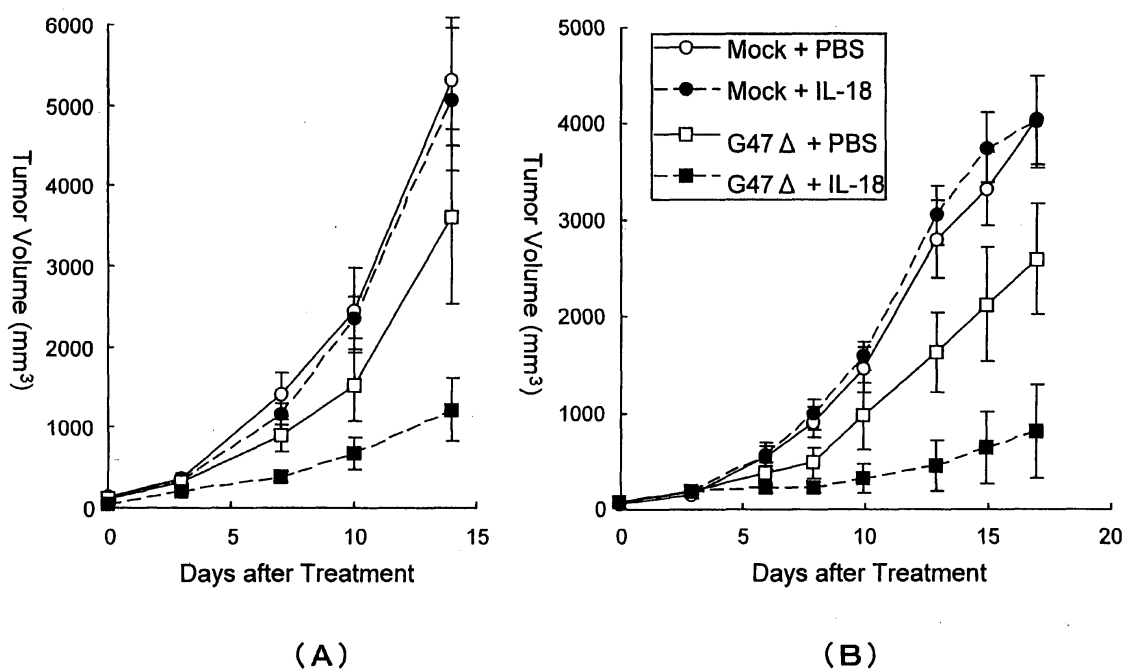 6000
5000
4000
3000
2000
1000
0
Tumor Volume (mm³)
0
5
10
15
Days after Treatment
(A)
5000
4000
3000
2000
1000
0
Tumor Volume (mm³)
0
5
10
15
20
Days after Treatment
(B)
Mock + PBS
Mock + IL-18
G47 Δ + PBS
G47 Δ + IL-18